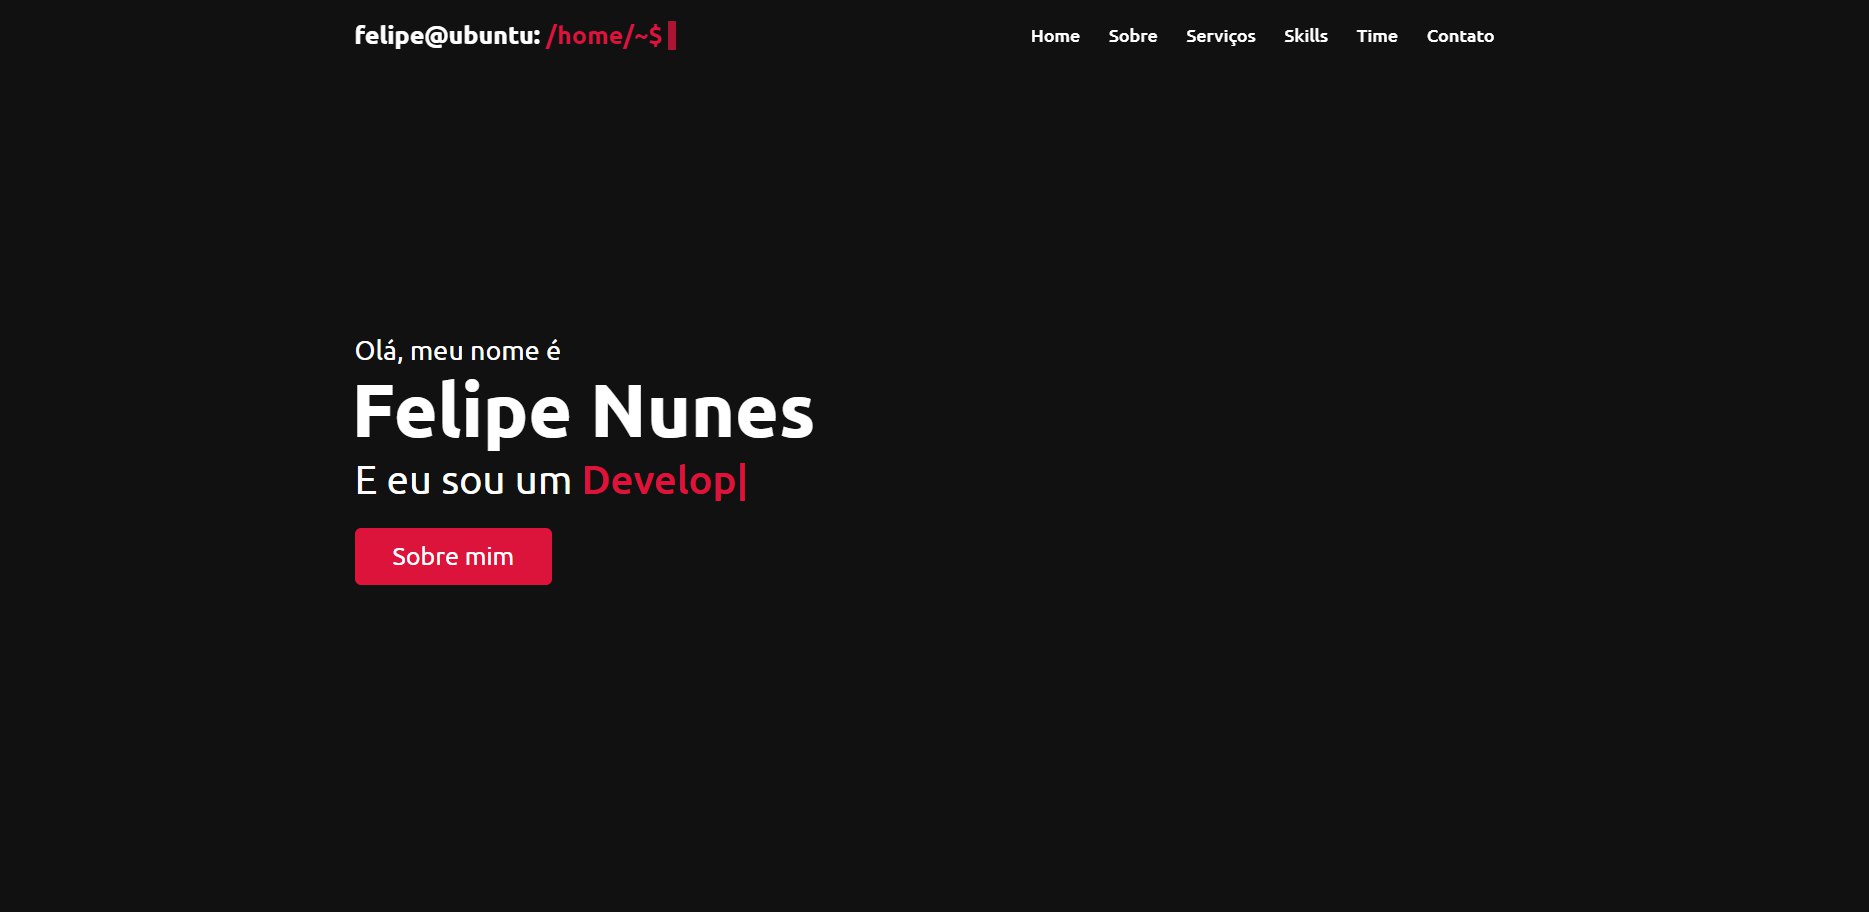 felipe@ubuntu: /home/~$
Home Sobre Serviços Skills Time Contato
Olá, meu nome é
Felipe Nunes
E eu sou um Develop|
Sobre mim